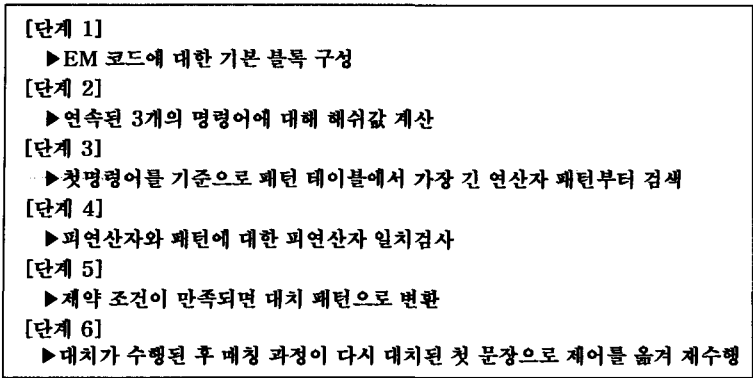 [단계 1]
▶EM 코드에 대한 기본 블록 구성
[단계 2]
▶연속된 3개의 명령어에 대해 해쉬값 계산
[단계 3]
▶첫명령어를 기준으로 패턴 테이블에서 가장 긴 연산자 패턴부터 검색
[단계 4]
▶피연산자와 패턴에 대한 피연산자 일치검사
[단계 5]
▶제약 조건이 만족되면 대치 패턴으로 변환
[단계 6]
▶대치가 수행된 후 매칭 과정이 다시 대치된 첫 문장으로 제어를 옮겨 재수행